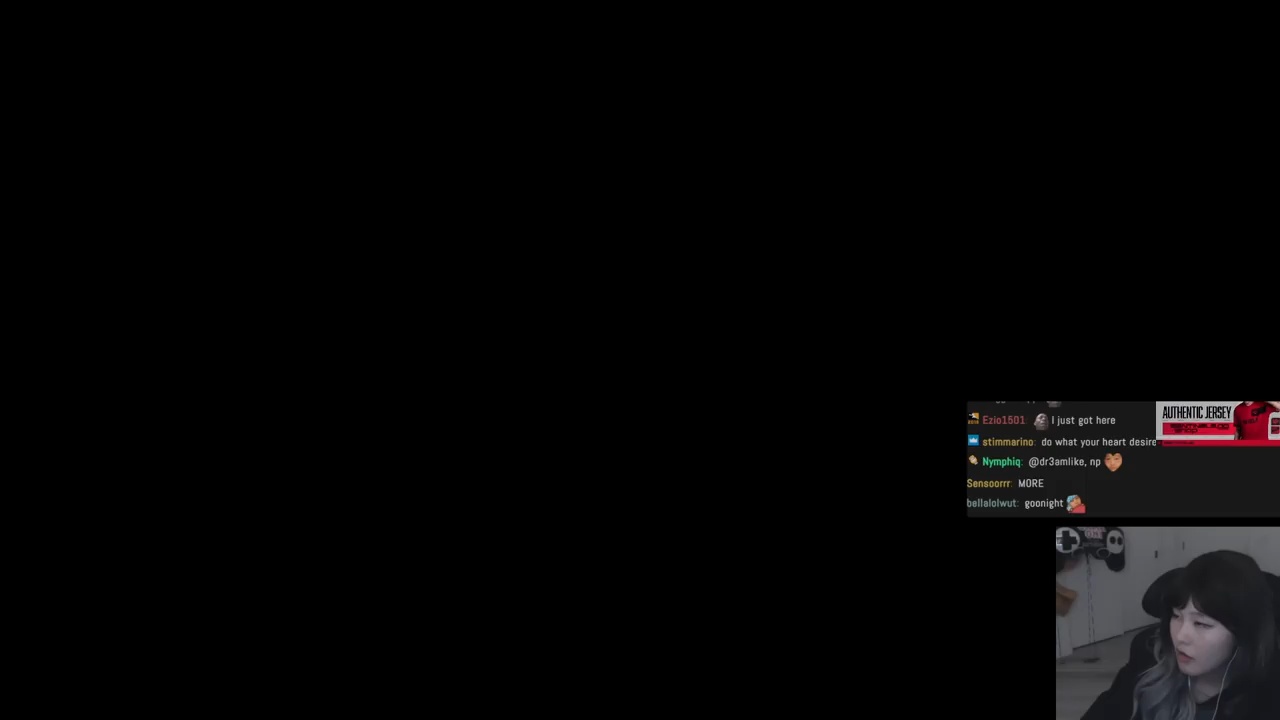 Ezio1501: I just got here
stimmarino: do what your heart desire
AUTHENTIC JERSEY
Nymphiq: @dr3amlike, np
Sensoorrr: MORE
bellalolwut: goonight